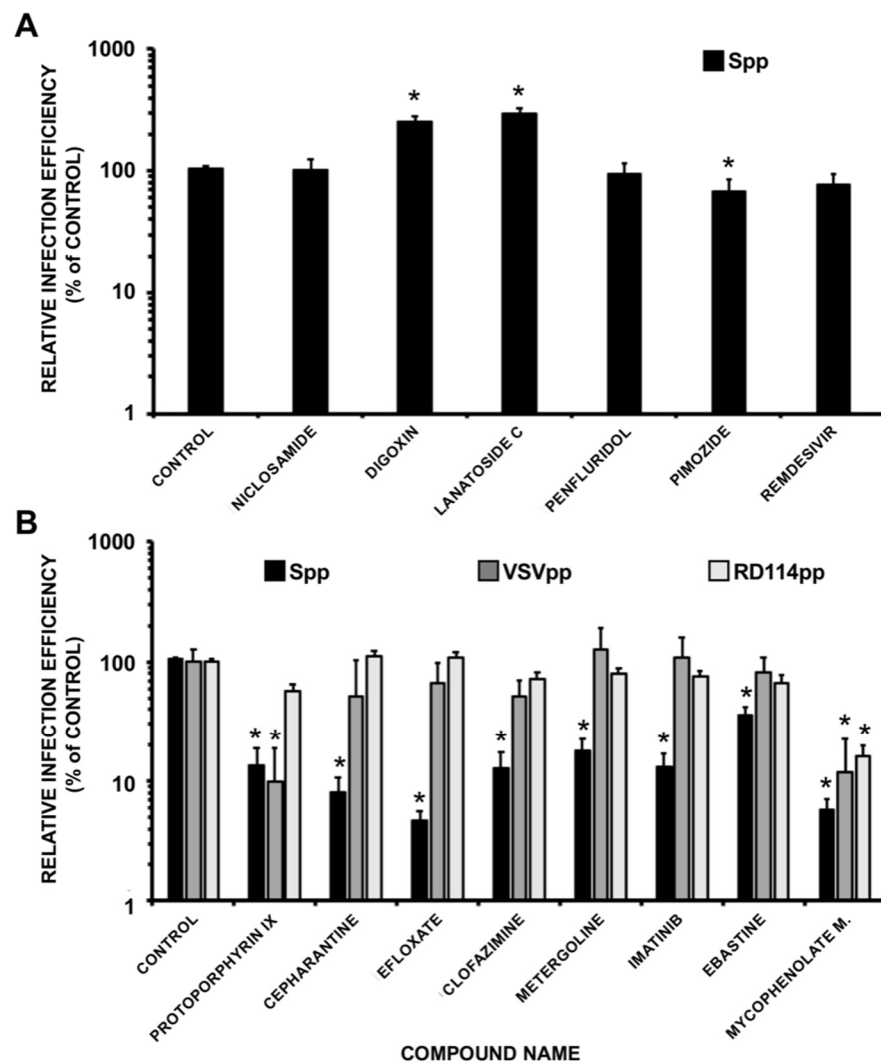 A
RELATIVE INFECTION EFFICIENCY
(% of CONTROL)
1000
100
10
1
Spp
*
*
*
CONTROL
NICLOSAMIDE
DIGOXIN
LANATOSIDE C
PENFLURIDOL
PIMOZIDE
REMDESIVIR
B
RELATIVE INFECTION EFFICIENCY
(% of CONTROL)
1000
100
10
1
Spp VSVpp RD114pp
* *
*
*
*
*
*
*
* * *
CONTROL
PROTOPORPHYRIN IX
CEPHARANTINE
EFLOXATE
CLOFAZIMINE
METERGOLINE
IMATINIB
EBASTINE
MYCOPHENOLATE M.
COMPOUND NAME